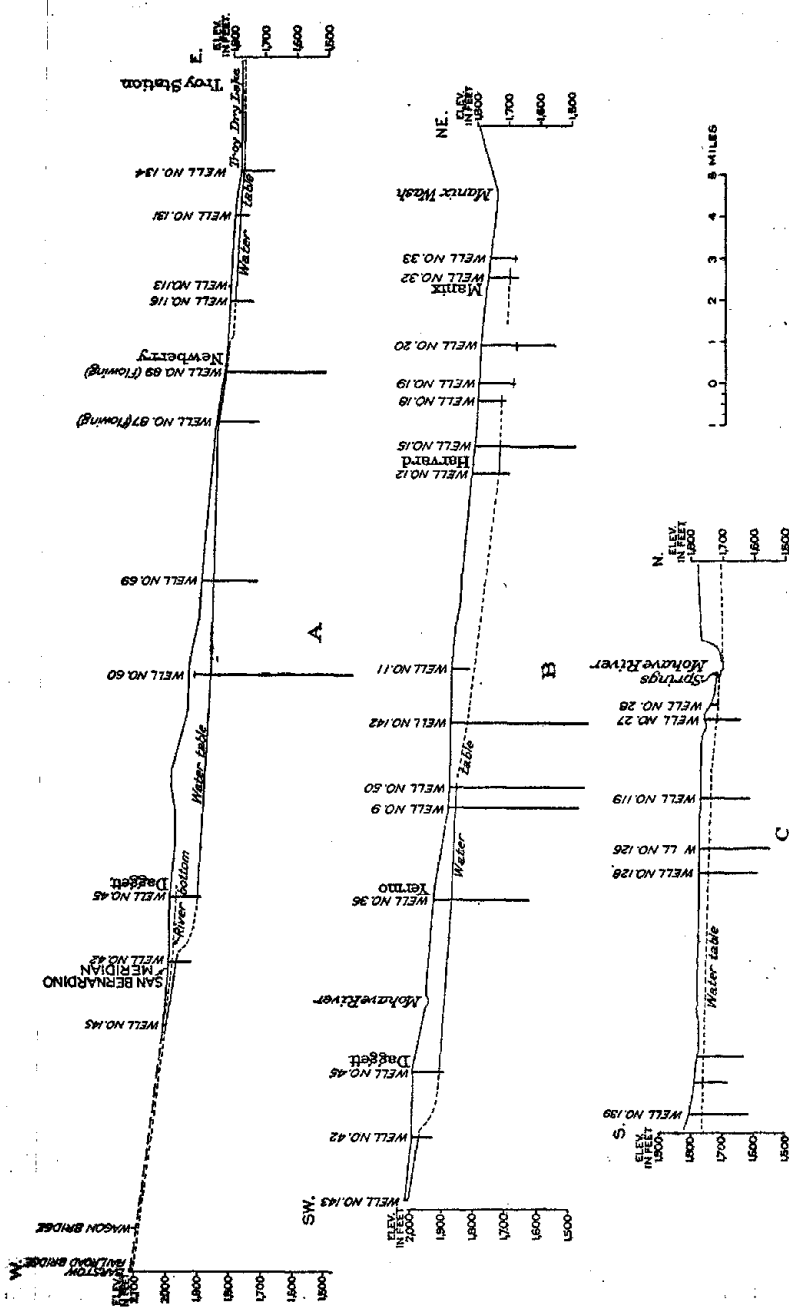 W.
ELEV.
IN FEET
2,100
2,000
1,900
1,800
1,700
1,600
1,500
BARSTOW
RAILROAD BRIDGE
WAGON BRIDGE
WELL NO.143
SAN BERNARDINO
MERIDIAN
WELL NO.42
River bottom
WELL NO.45
Daggett
Water table
WELL NO.60
WELL NO.69
WELL NO.87(flowing)
WELL NO.89 (Flowing)
Newberry
WELL NO.116
WELL NO.13
Water table
WELL NO.131
WELL NO.134
Troy Dry Lake
Troy Station
E.
ELEV.
IN FEET
1,800
1,700
1,600
1,500
A
SW.
ELEV.
IN FEET
2,000
1,900
1,800
1,700
1,600
1,500
WELL NO.143
WELL NO.42
WELL NO.45
Daggett
Mohave River
WELL NO.36
Yermo
WELL NO.9
WELL NO.50
Water table
WELL NO.142
WELL NO.11
WELL NO.12
Harvard
WELL NO.15
WELL NO.18
WELL NO.19
WELL NO.20
Manix
WELL NO.32
WELL NO.33
Manix Wash
NE.
ELEV.
IN FEET
1,800
1,700
1,600
1,500
B
S.
ELEV.
IN FEET
1,900
1,800
1,700
1,600
1,500
WELL NO.139
Water table
WELL NO.128
W LL NO.126
WELL NO.119
WELL NO.27
WELL NO.28
Springs
Mohave River
N.
ELEV.
IN FEET
1,800
1,700
1,600
1,500
C
1 0 1 2 3 4 5 MILES